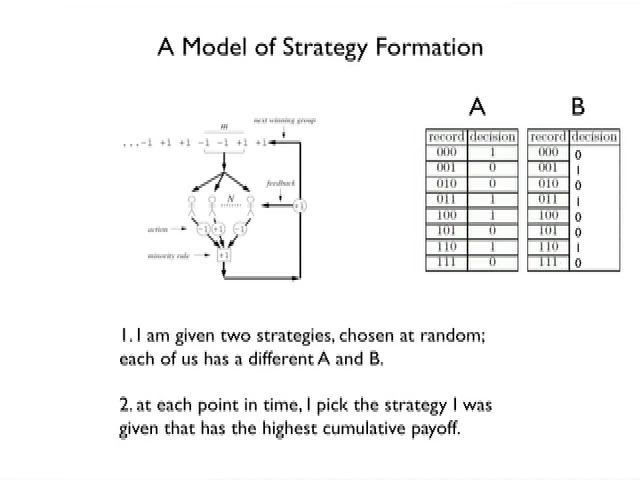 A Model of Strategy Formation
next winning group
m
...-1 +1 +1 -1 -1 +1 +1
feedback
N
+1
action
-1 +1 -1
minority rule
+1
A
record decision
000 1
001 0
010 0
011 1
100 1
101 0
110 1
111 0
B
record decision
000 0
001 1
010 0
011 1
100 0
101 0
110 1
111 0
1. I am given two strategies, chosen at random;
each of us has a different A and B.
2. at each point in time, I pick the strategy I was
given that has the highest cumulative payoff.